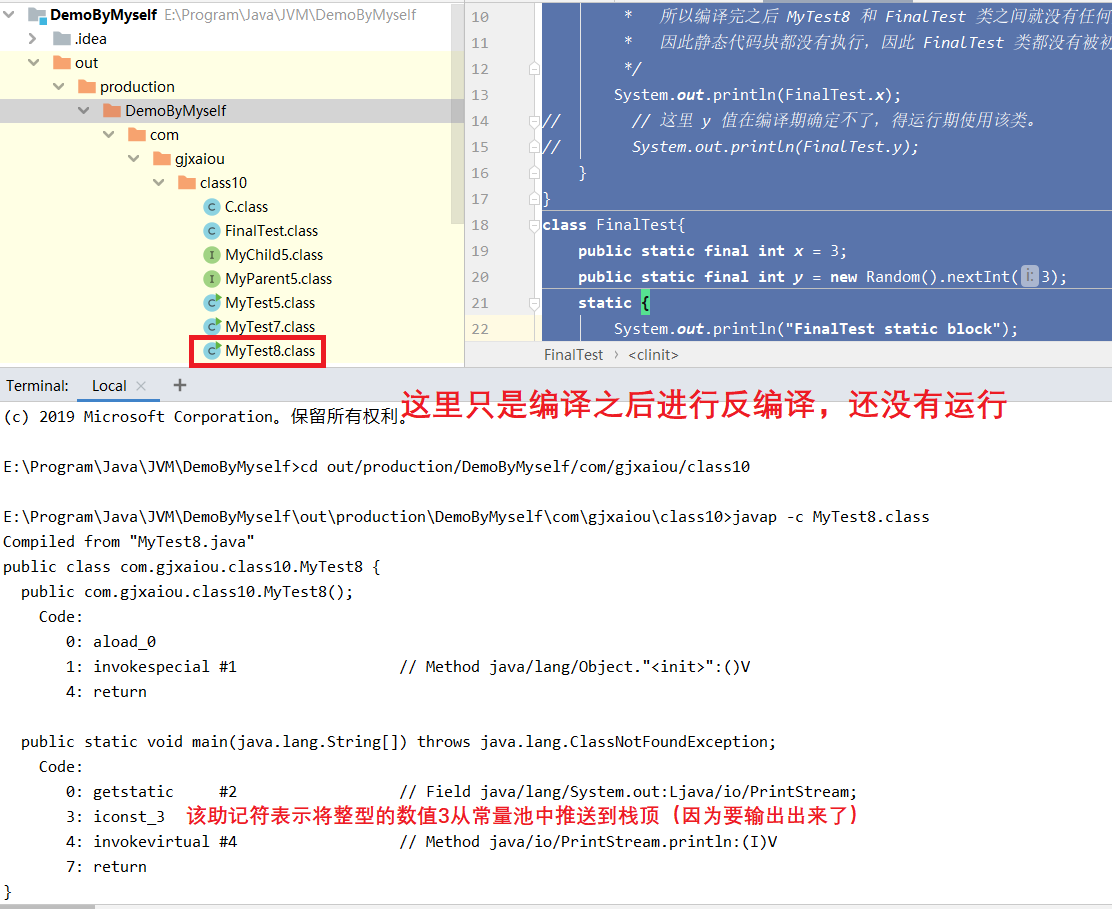 DemoByMyself E:\Program\Java\JVM\DemoByMyself
.idea
out
production
DemoByMyself
com
gjxaiou
class10
C.class
FinalTest.class
MyChild5.class
MyParent5.class
MyTest5.class
MyTest7.class
MyTest8.class
10 * 所以编译完之后 MyTest8 和 FinalTest 类之间就没有任何
11 * 因此静态代码块都没有执行，因此 FinalTest 类都没有被初
12 */
13 System.out.println(FinalTest.x);
14 // // 这里 y 值在编译期确定不了，得运行期使用该类。
15 // System.out.println(FinalTest.y);
16 }
17 }
18 class FinalTest{
19 public static final int x = 3;
20 public static final int y = new Random().nextInt( i: 3);
21 static {
22 System.out.println("FinalTest static block");
FinalTest › <clinit>
Terminal: Local × +
(c) 2019 Microsoft Corporation。保留所有权利。
这里只是编译之后进行反编译，还没有运行
E:\Program\Java\JVM\DemoByMyself>cd out/production/DemoByMyself/com/gjxaiou/class10
E:\Program\Java\JVM\DemoByMyself\out\production\DemoByMyself\com\gjxaiou\class10>javap -c MyTest8.class
Compiled from "MyTest8.java"
public class com.gjxaiou.class10.MyTest8 {
public com.gjxaiou.class10.MyTest8();
Code:
0: aload_0
1: invokespecial #1 // Method java/lang/Object."<init>":()V
4: return
public static void main(java.lang.String[]) throws java.lang.ClassNotFoundException;
Code:
0: getstatic #2 // Field java/lang/System.out:Ljava/io/PrintStream;
3: iconst_3 该助记符表示将整型的数值3从常量池中推送到栈顶（因为要输出出来了）
4: invokevirtual #4 // Method java/io/PrintStream.println:(I)V
7: return
}